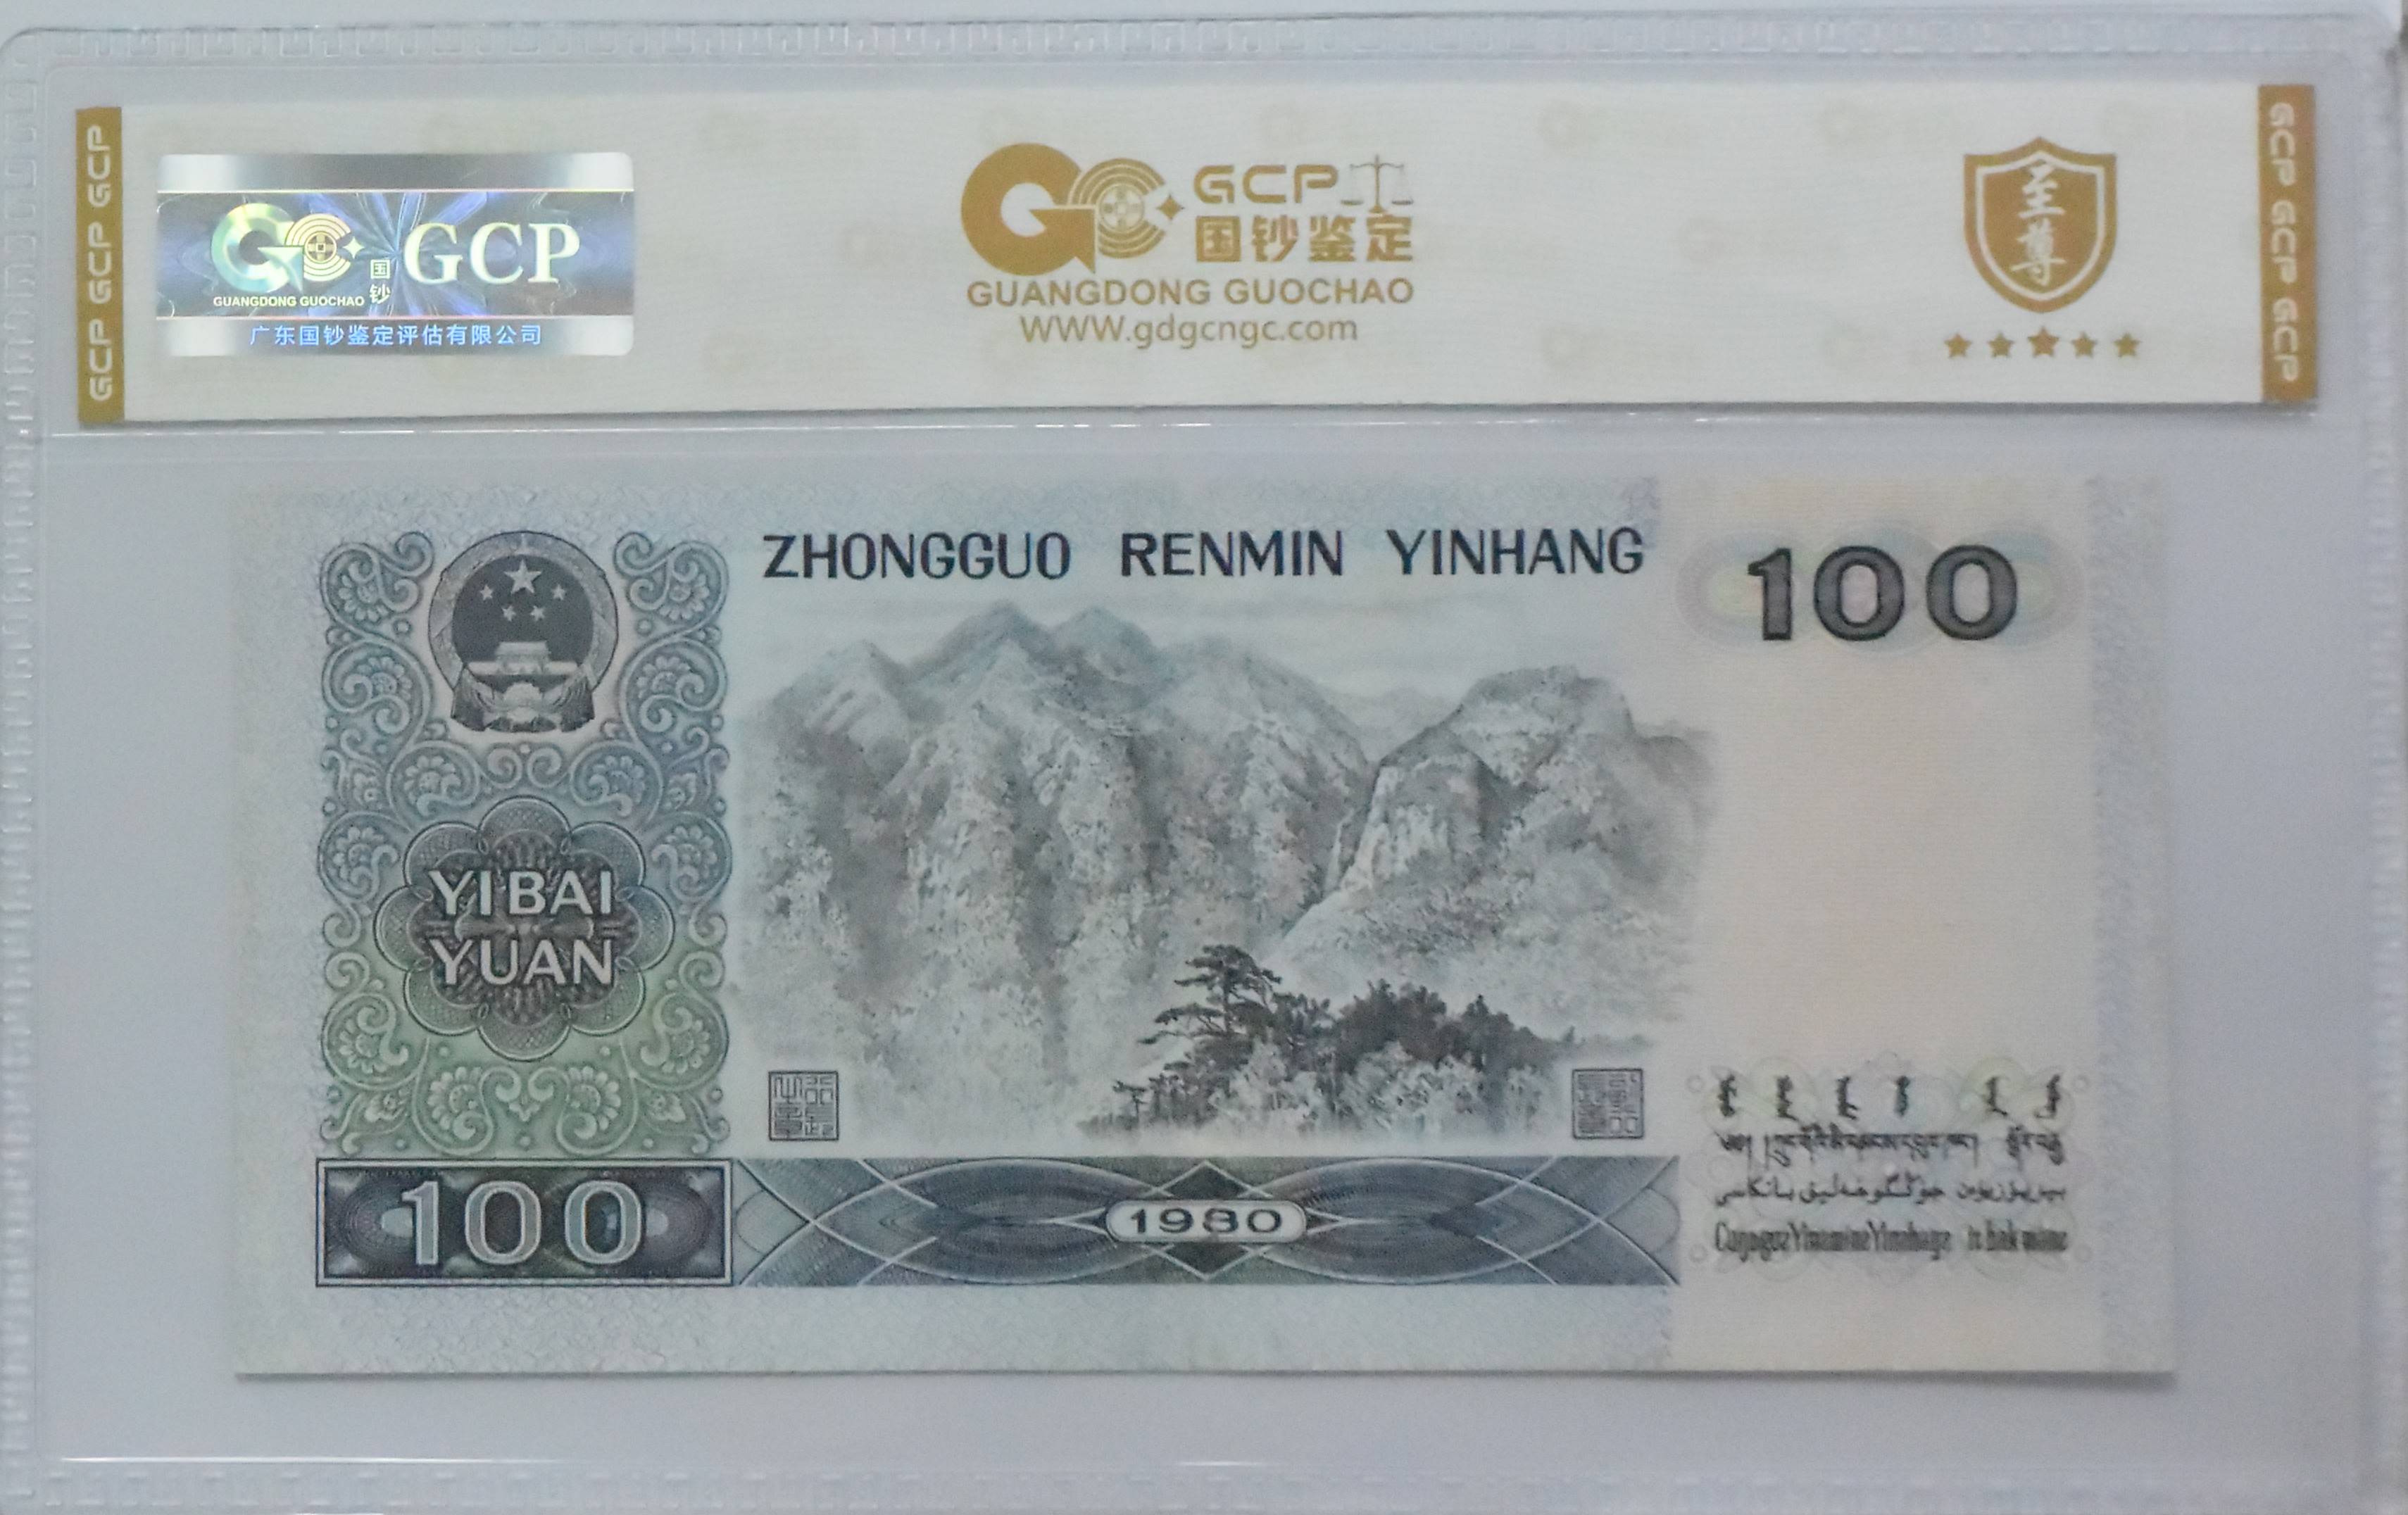 GCP GCP GCP
GCP
国钞
GUANGDONG GUOCHAO
广东国钞鉴定评估有限公司
GCP
国钞鉴定
GUANGDONG GUOCHAO
WWW.gdgcngc.com
至尊
GCP GCP GCP
ZHONGGUO RENMIN YINHANG
100
YI BAI
YUAN
100
1980